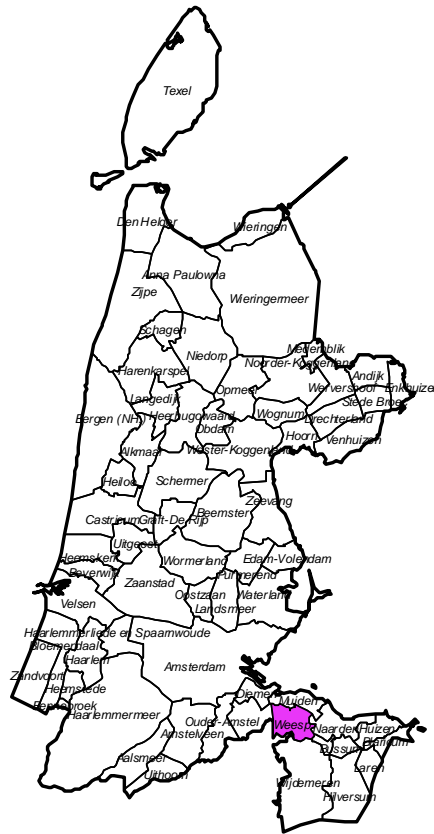 Texel
Den Helder
Wieringen
Anna Paulowna
Zijpe
Wieringermeer
Schagen
Medemblik
Niedorp
Noorder-Koggenland
Harenkarspel
Andijk
Opmeer
Wervershoof
Enkhuizen
Langedijk
Stede Broec
Bergen (NH)
Heerhugowaard
Wognum
Drechterland
Obdam
Hoorn
Venhuizen
Alkmaar
Wester-Koggenland
Heiloo
Schermer
Zeevang
Castricum
Graft-De Rijp
Beemster
Uitgeest
Heemskerk
Wormerland
Edam-Volendam
Beverwijk
Purmerend
Zaanstad
Velsen
Oostzaan
Waterland
Landsmeer
Haarlemmerliede en Spaarnwoude
Bloemendaal
Haarlem
Amsterdam
Zandvoort
Heemstede
Diemen
Muiden
Bennebroek
Haarlemmermeer
Ouder-Amstel
Weesp
Naarden
Huizen
Amstelveen
Blaricum
Bussum
Aalsmeer
Laren
Uithoorn
Wijdemeren
Hilversum